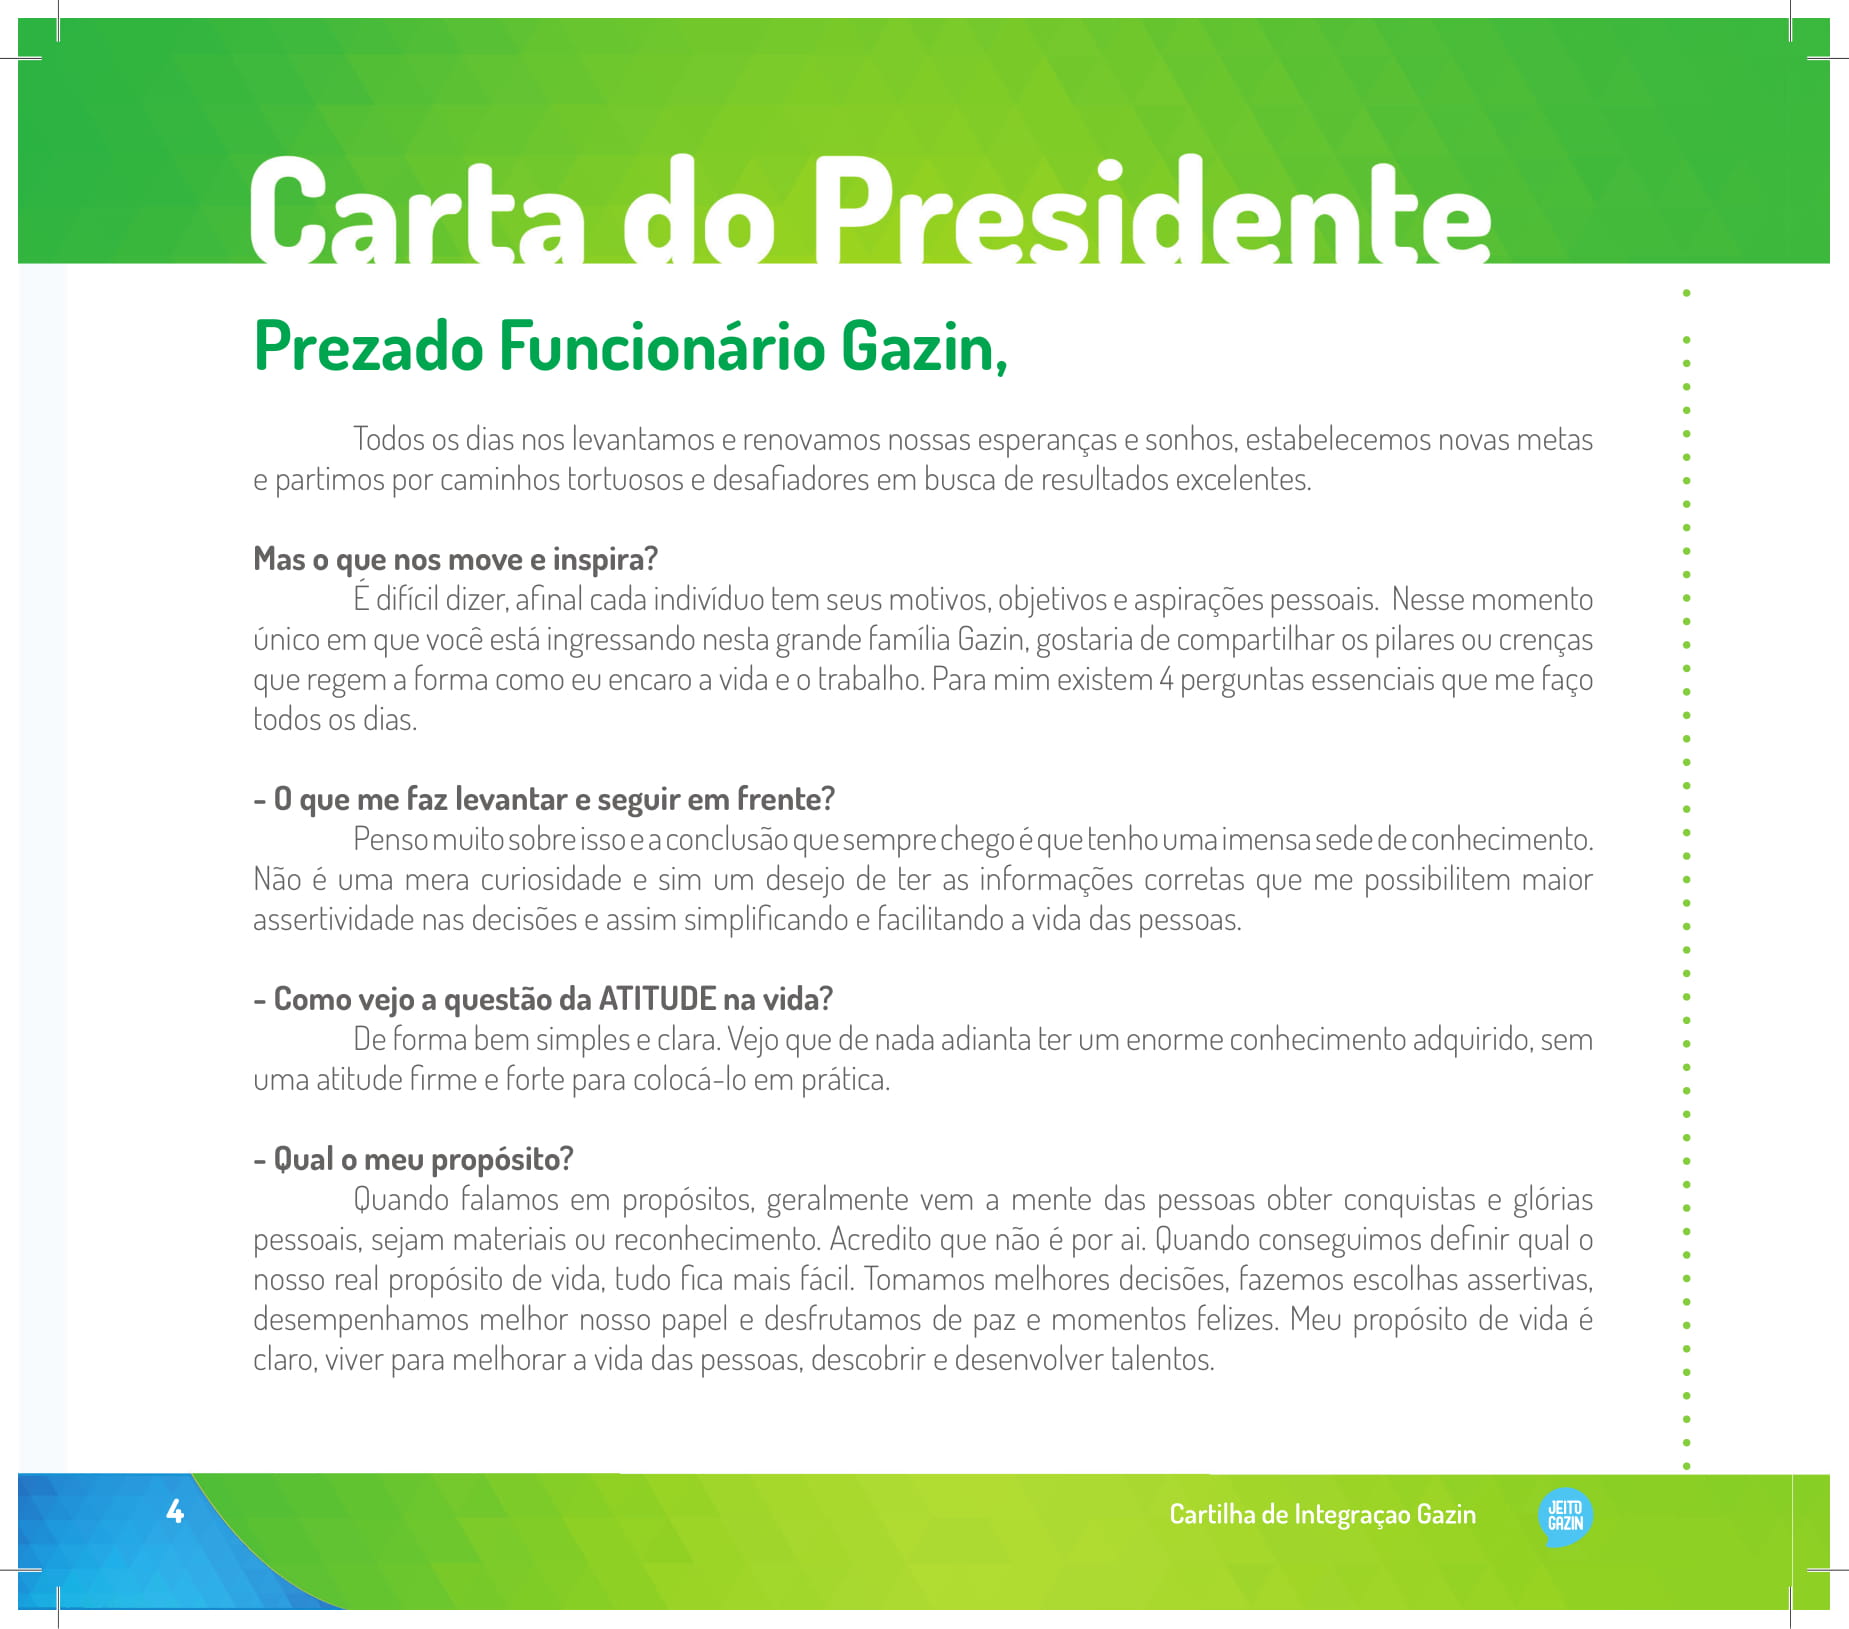 Carta do Presidente
Prezado Funcionário Gazin,
Todos os dias nos levantamos e renovamos nossas esperanças e sonhos, estabelecemos novas metas
e partimos por caminhos tortuosos e desafiadores em busca de resultados excelentes.
Mas o que nos move e inspira?
É difícil dizer, afinal cada indivíduo tem seus motivos, objetivos e aspirações pessoais.  Nesse momento
único em que você está ingressando nesta grande família Gazin, gostaria de compartilhar os pilares ou crenças
que regem a forma como eu encaro a vida e o trabalho. Para mim existem 4 perguntas essenciais que me faço
todos os dias.
- O que me faz levantar e seguir em frente?
Penso muito sobre isso e a conclusão que sempre chego é que tenho uma imensa sede de conhecimento.
Não é uma mera curiosidade e sim um desejo de ter as informações corretas que me possibilitem maior
assertividade nas decisões e assim simplificando e facilitando a vida das pessoas.
- Como vejo a questão da ATITUDE na vida?
De forma bem simples e clara. Vejo que de nada adianta ter um enorme conhecimento adquirido, sem
uma atitude firme e forte para colocá-lo em prática.
- Qual o meu propósito?
Quando falamos em propósitos, geralmente vem a mente das pessoas obter conquistas e glórias
pessoais, sejam materiais ou reconhecimento. Acredito que não é por ai. Quando conseguimos definir qual o
nosso real propósito de vida, tudo fica mais fácil. Tomamos melhores decisões, fazemos escolhas assertivas,
desempenhamos melhor nosso papel e desfrutamos de paz e momentos felizes. Meu propósito de vida é
claro, viver para melhorar a vida das pessoas, descobrir e desenvolver talentos.
4
Cartilha de Integraçao Gazin
JEITO
GAZIN